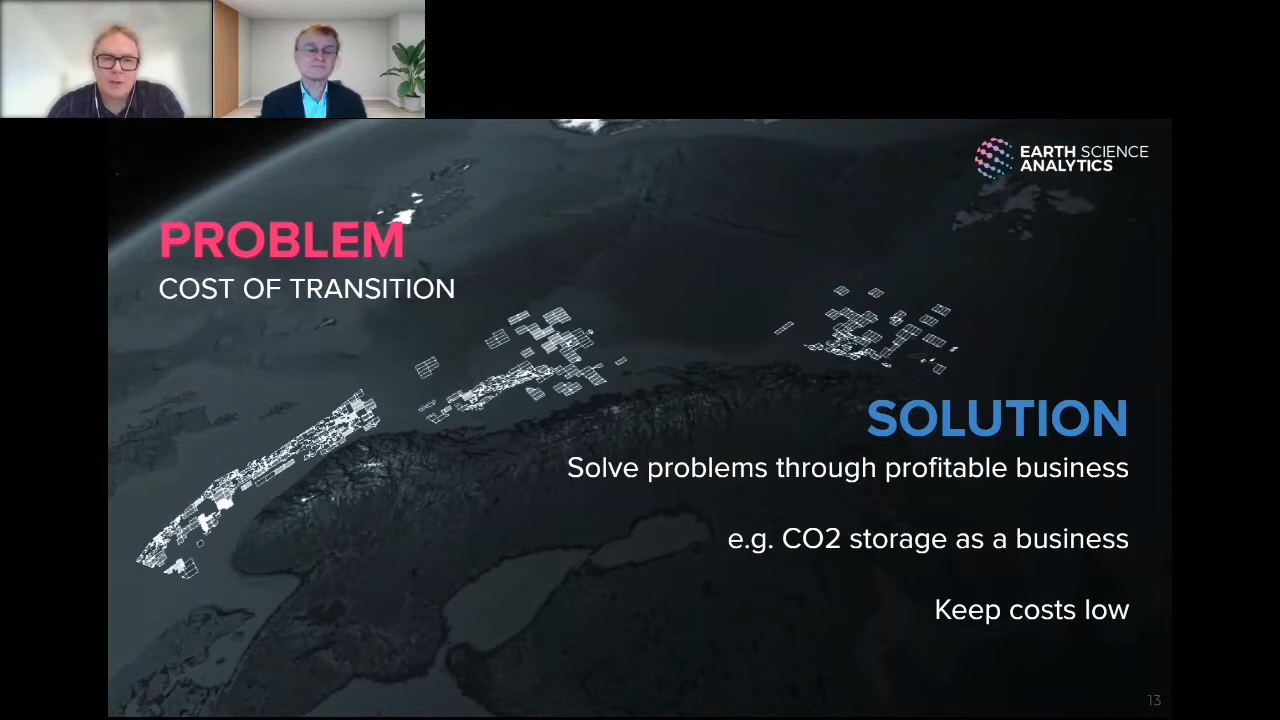 EARTH SCIENCE
ANALYTICS
PROBLEM
COST OF TRANSITION
SOLUTION
Solve problems through profitable business
e.g. CO2 storage as a business
Keep costs low
13